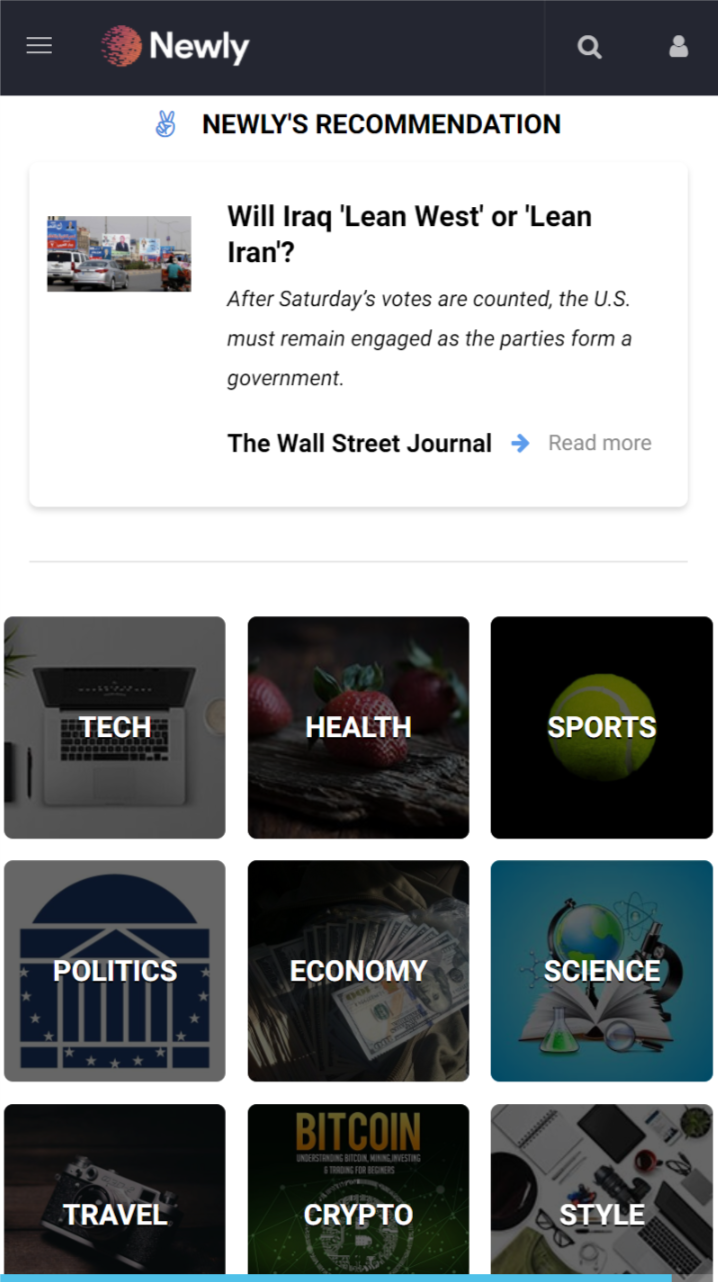 Newly
NEWLY'S RECOMMENDATION
Will Iraq 'Lean West' or 'Lean
Iran'?
After Saturday's votes are counted, the U.S.
must remain engaged as the parties form a
government.
The Wall Street Journal Read more
TECH
HEALTH
SPORTS
POLITICS
ECONOMY
SCIENCE
BITCOIN
UNDERSTANDING BITCOIN, MINING,INVESTING
& TRADING FOR BEGINERS
TRAVEL
CRYPTO
STYLE